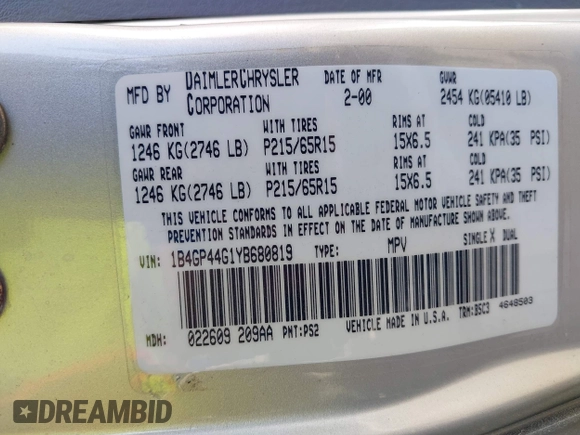 MFD BY DAIMLERCHRYSLER CORPORATION DATE OF MFR 2-00 GVWR 2454 KG(05410 LB)
GAWR FRONT WITH TIRES RIMS AT COLD
1246 KG(2746 LB) P215/65R15 15X6.5 241 KPA(35 PSI)
GAWR REAR WITH TIRES RIMS AT COLD
1246 KG(2746 LB) P215/65R15 15X6.5 241 KPA(35 PSI)
THIS VEHICLE CONFORMS TO ALL APPLICABLE FEDERAL MOTOR VEHICLE SAFETY AND THEFT
PREVENTION STANDARDS IN EFFECT ON THE DATE OF MANUFACTURE SHOWN ABOVE.
VIN: 1B4GP44G1YB680819 TYPE: MPV SINGLE X DUAL
MDH: 022609 209AA PNT:PS2 VEHICLE MADE IN U.S.A. TRM:BSC3 4648503
DREAMBID